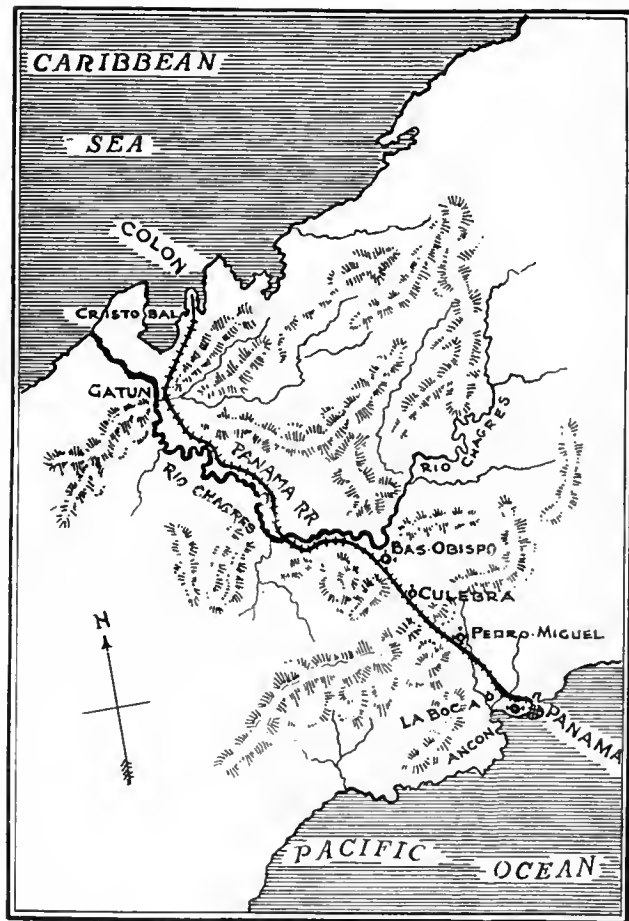 CARIBBEAN
SEA
COLON
CRISTOBAL
GATUN
PANAMA RR
RIO CHAGRES
RIO CHAGRES
BAS-OBISPO
CULEBRA
N
PEDRO-MIGUEL
LA BOCA
PANAMA
ANCON
PACIFIC
OCEAN